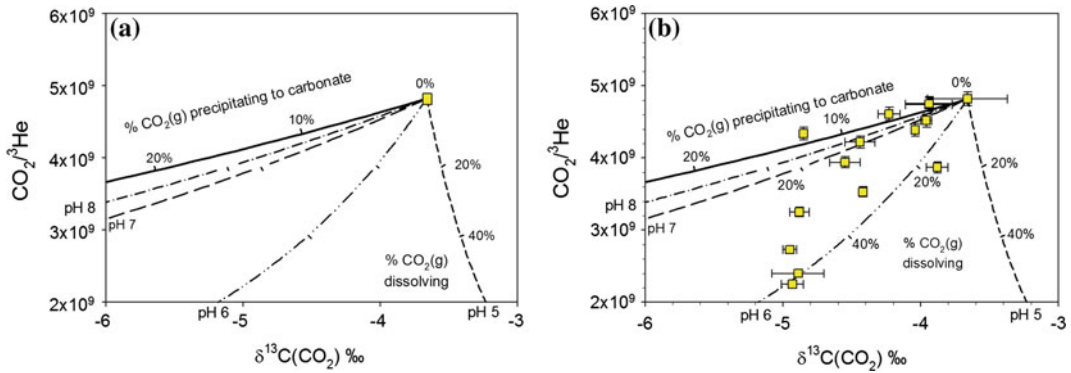 (a)
CO₂/³He
6x10⁹
5x10⁹
4x10⁹
3x10⁹
2x10⁹
0%
% CO₂(g) precipitating to carbonate
10%
20%
20%
pH 8
pH 7
40%
% CO₂(g)
dissolving
pH 6
pH 5
-6
-5
-4
-3
δ¹³C(CO₂) ‰
(b)
CO₂/³He
6x10⁹
5x10⁹
4x10⁹
3x10⁹
2x10⁹
0%
% CO₂(g) precipitating to carbonate
10%
20%
20%
20%
20%
pH 8
pH 7
40%
40%
% CO₂(g)
dissolving
pH 6
pH 5
-6
-5
-4
-3
δ¹³C(CO₂) ‰